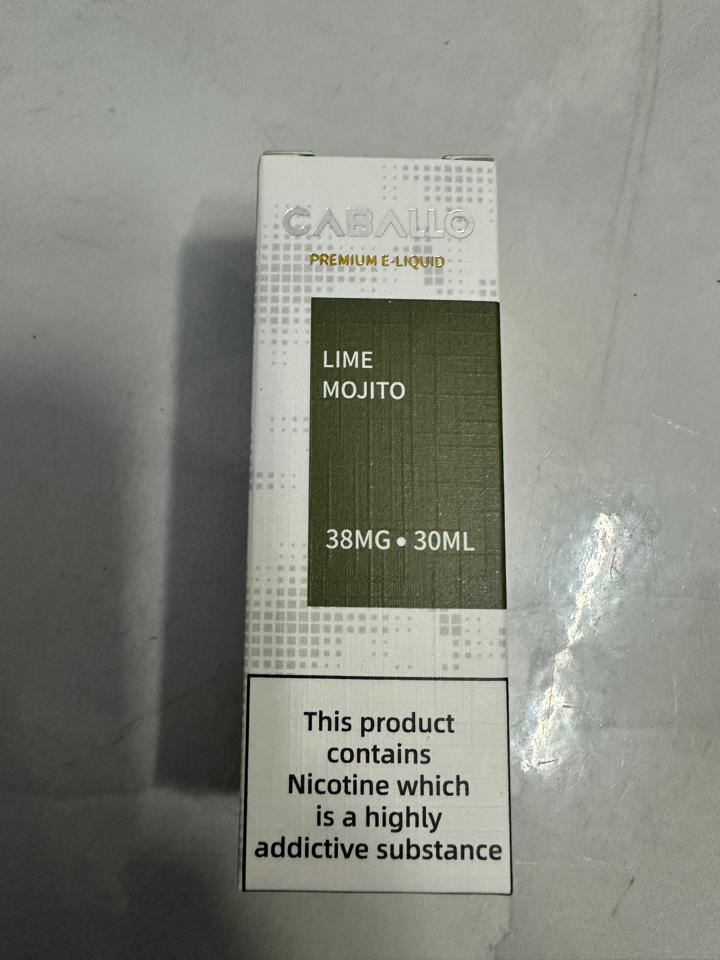 CABALLO
PREMIUM E-LIQUID
LIME
MOJITO
38MG • 30ML
This product
contains
Nicotine which
is a highly
addictive substance